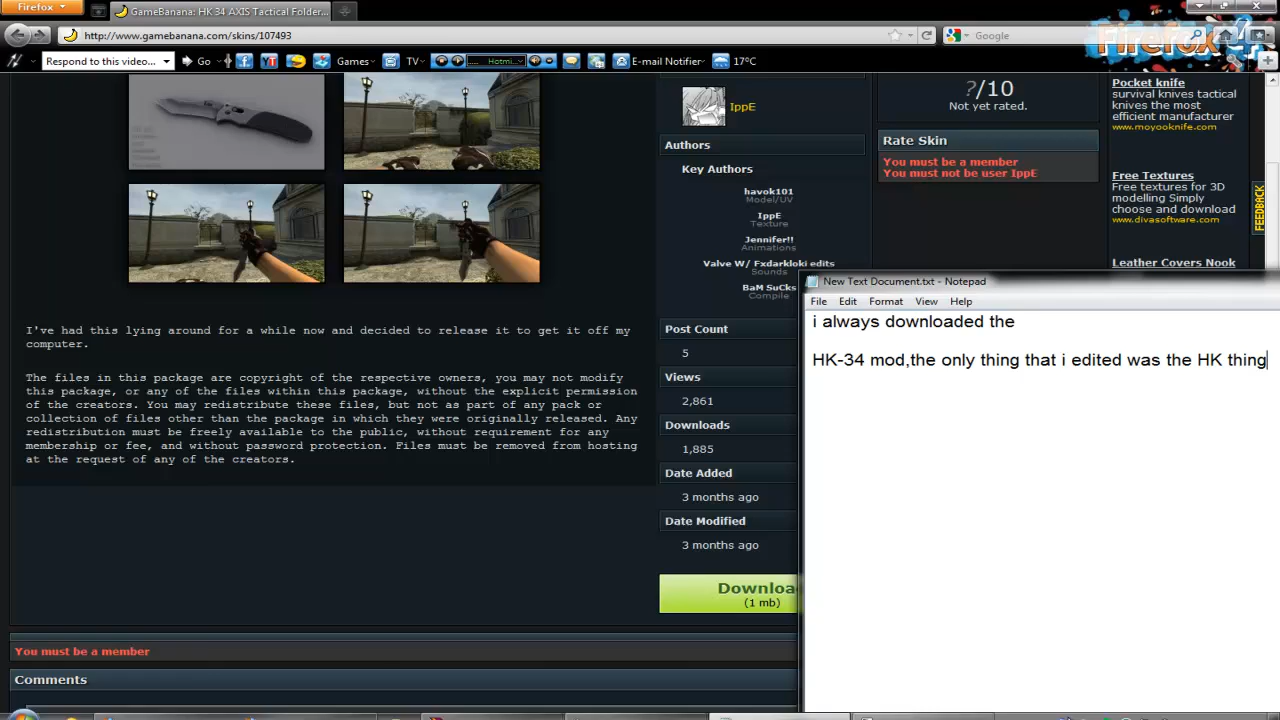 Firefox
GameBanana: HK 34 AXIS Tactical Folder...
http://www.gamebanana.com/skins/107493
Google
Firefox 4
Respond to this video...
Go
Games
TV
Hotmi...
E-mail Notifier
17°C
IppE
Authors
Key Authors
havok101
Model/UV
IppE
Texture
Jennifer!!
Animations
Valve W/ Fxdarkloki edits
Sounds
BaM SuCks
Compile
Post Count
5
Views
2,861
Downloads
1,885
Date Added
3 months ago
Date Modified
3 months ago
Downloa
(1 mb)
?/10
Not yet rated.
Rate Skin
You must be a member
You must not be user IppE
Pocket knife
survival knives tactical
knives the most
efficient manufacturer
www.moyooknife.com
Free Textures
Free textures for 3D
modelling Simply
choose and download
www.divasoftware.com
Leather Covers Nook
FEEDBACK
I've had this lying around for a while now and decided to release it to get it off my
computer.
The files in this package are copyright of the respective owners, you may not modify
this package, or any of the files within this package, without the explicit permission
of the creators. You may redistribute these files, but not as part of any pack or
collection of files other than the package in which they were originally released. Any
redistribution must be freely available to the public, without requirement for any
membership or fee, and without password protection. Files must be removed from hosting
at the request of any of the creators.
You must be a member
Comments
New Text Document.txt - Notepad
File Edit Format View Help
i always downloaded the
HK-34 mod,the only thing that i edited was the HK thing